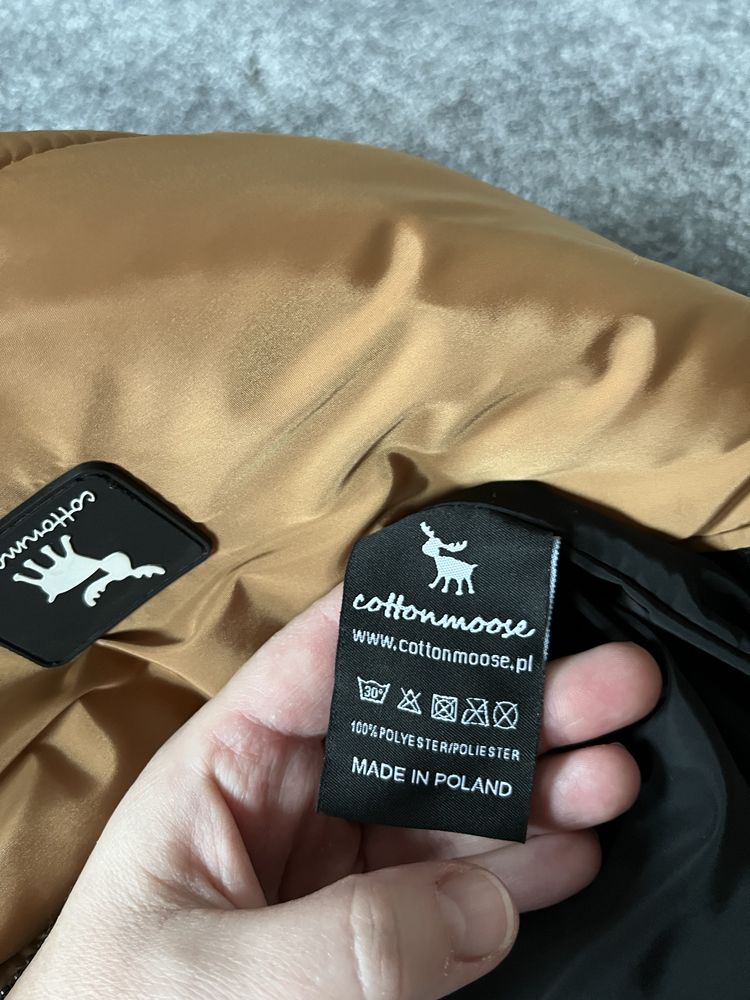 cottonmoose
www.cottonmoose.pl
30°
100% POLYESTER/POLIESTER
MADE IN POLAND